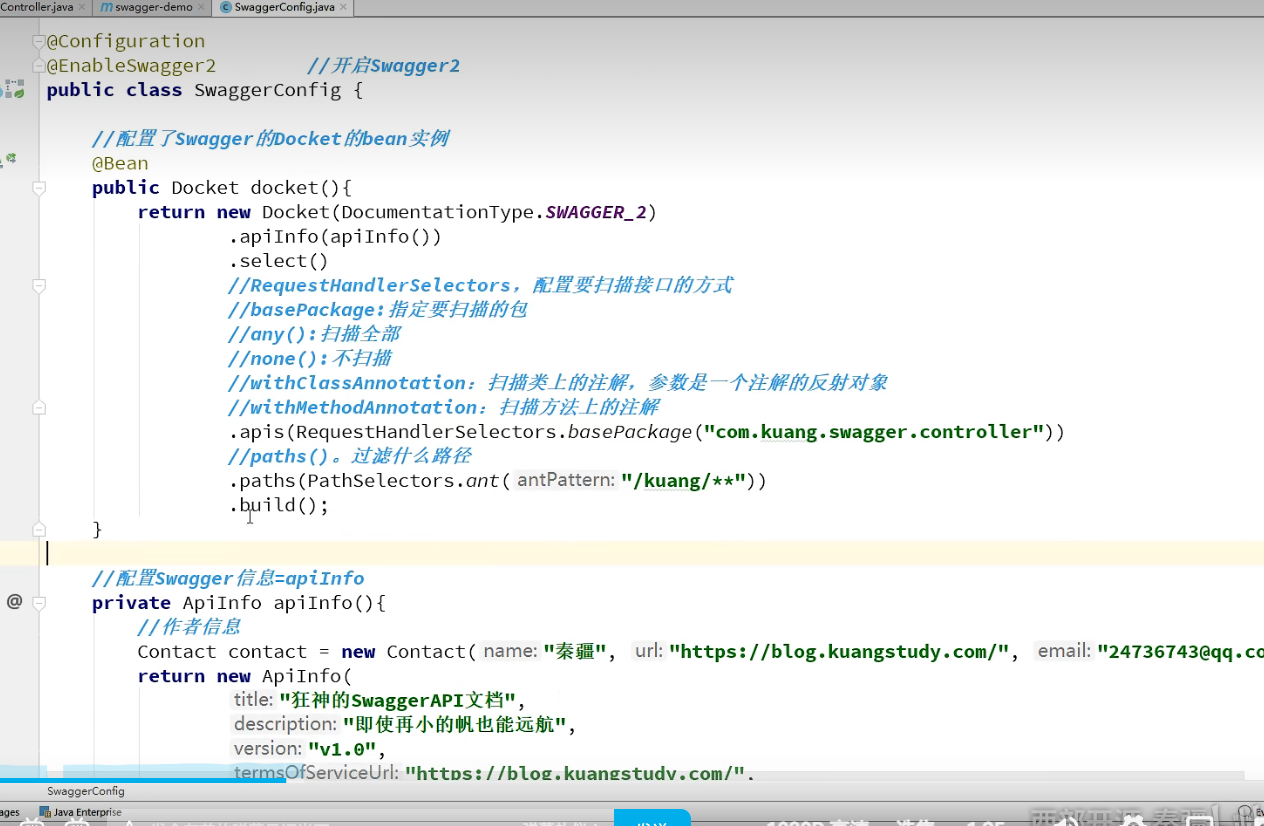 Controller.java × m swagger-demo × C SwaggerConfig.java ×
@Configuration
@EnableSwagger2 //开启Swagger2
public class SwaggerConfig {
//配置了Swagger的Docket的bean实例
@Bean
public Docket docket(){
return new Docket(DocumentationType.SWAGGER_2)
.apiInfo(apiInfo())
.select()
//RequestHandlerSelectors，配置要扫描接口的方式
//basePackage:指定要扫描的包
//any():扫描全部
//none():不扫描
//withClassAnnotation：扫描类上的注解，参数是一个注解的反射对象
//withMethodAnnotation：扫描方法上的注解
.apis(RequestHandlerSelectors.basePackage("com.kuang.swagger.controller"))
//paths()。过滤什么路径
.paths(PathSelectors.ant( antPattern: "/kuang/**"))
.build();
}
//配置Swagger信息=apiInfo
@ private ApiInfo apiInfo(){
//作者信息
Contact contact = new Contact( name: "秦疆", url: "https://blog.kuangstudy.com/", email: "24736743@qq.co
return new ApiInfo(
title: "狂神的SwaggerAPI文档",
description: "即使再小的帆也能远航",
version: "v1.0",
termsOfServiceUrl: "https://blog.kuangstudy.com/",
SwaggerConfig
ages Java Enterprise